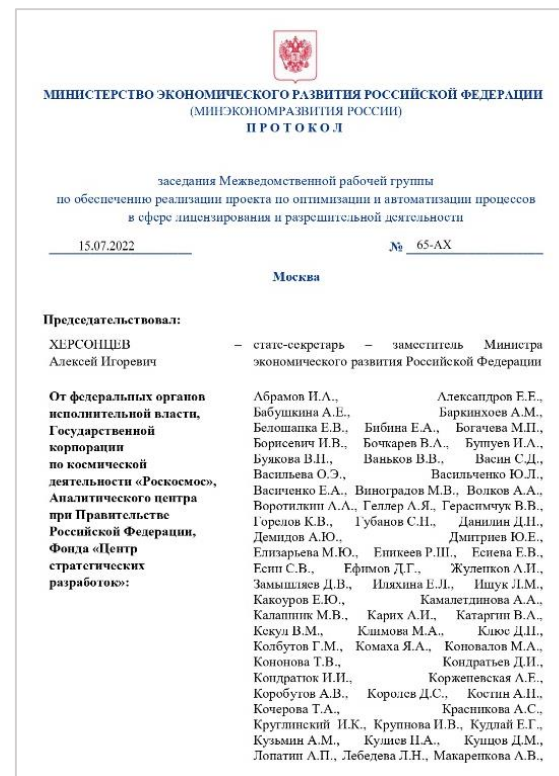 МИНИСТЕРСТВО ЭКОНОМИЧЕСКОГО РАЗВИТИЯ РОССИЙСКОЙ ФЕДЕРАЦИИ
(МИНЭКОНОМРАЗВИТИЯ РОССИИ)
ПРОТОКОЛ
заседания Межведомственной рабочей группы
по обеспечению реализации проекта по оптимизации и автоматизации процессов
в сфере лицензирования и разрешительной деятельности
15.07.2022 № 65-АХ
Москва
Председательствовал:
ХЕРСОНЦЕВ – статс-секретарь – заместитель Министра
Алексей Игоревич экономического развития Российской Федерации
От федеральных органов Абрамов И.А., Александров Е.Е.,
исполнительной власти, Бабушкина А.Е., Баркинхоев А.М.,
Государственной Белошапка Е.В., Бибина Е.А., Богачева М.П.,
корпорации Борисевич И.В., Бочкарев В.А., Бушуев И.А.,
по космической Буякова В.П., Ваньков В.В., Васин С.Д.,
деятельности «Роскосмос», Васильева О.Э., Васильченко Ю.Л.,
Аналитического центра Васиченко Е.А., Виноградов М.В., Волков А.А.,
при Правительстве Воротилкин А.А., Геллер А.Я., Герасимчук В.В.,
Российской Федерации, Горелов К.В., Губанов С.Н., Данилин Д.Н.,
Фонда «Центр Демидов А.Ю., Дмитриев Ю.Е.,
стратегических Елизарьева М.Ю., Еникеев Р.Ш., Есиева Е.В.,
разработок»: Есин С.В., Ефимов Д.Г., Жуленков А.И.,
Замышляев Д.В., Иляхина Е.Л., Ищук Л.М.,
Какоуров Е.Ю., Камалетдинова А.А.,
Калашник М.В., Карих А.И., Катаргин В.А.,
Кекул В.М., Климова М.А., Клюс Д.П.,
Колбутов Г.М., Комаха Я.А., Коновалов М.А.,
Кононова Т.В., Кондратьев Д.И.,
Кондратюк И.И., Корженевская А.Е.,
Коробутов А.В., Королев Д.С., Костин А.Н.,
Кочерова Т.А., Красникова А.С.,
Круглинский И.К., Крупнова И.В., Кудлай Е.Г.,
Кузьмин А.М., Кулиев Н.А., Купцов Д.М.,
Лопатин А.П., Лебедева Л.Н., Макаренкова А.В.,